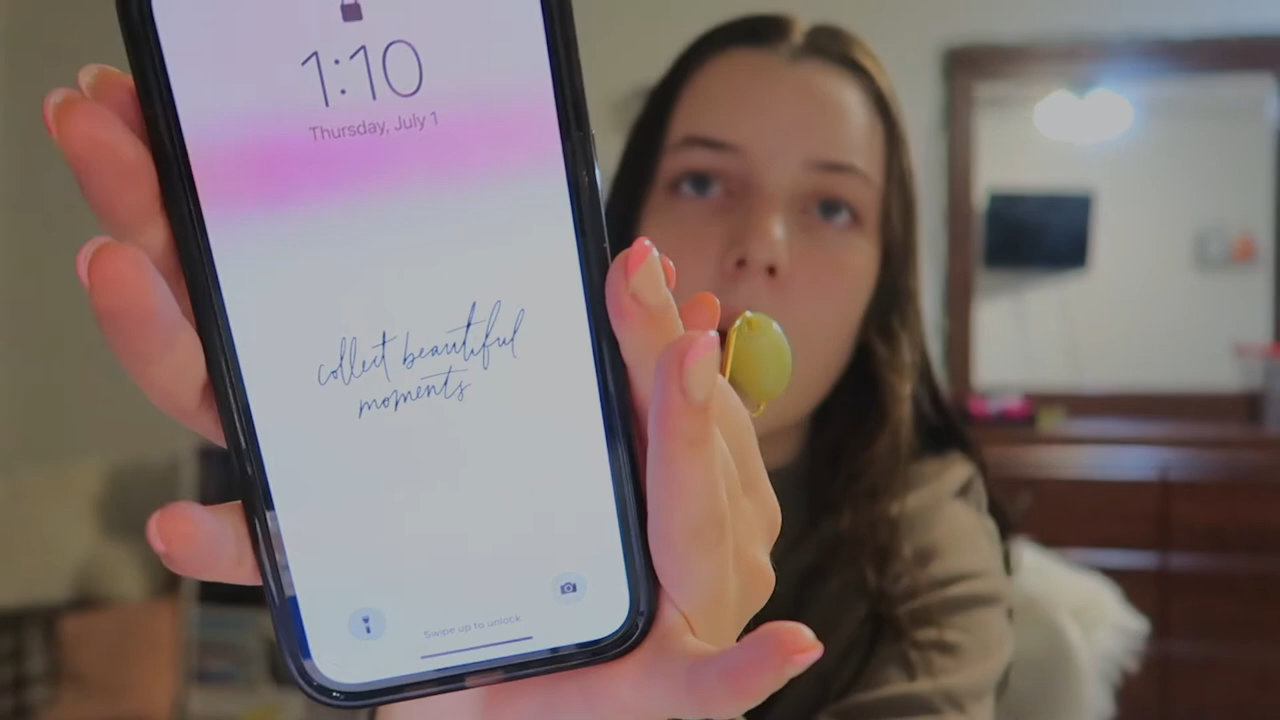 1:10
Thursday, July 1
collect beautiful
moments
Swipe up to unlock